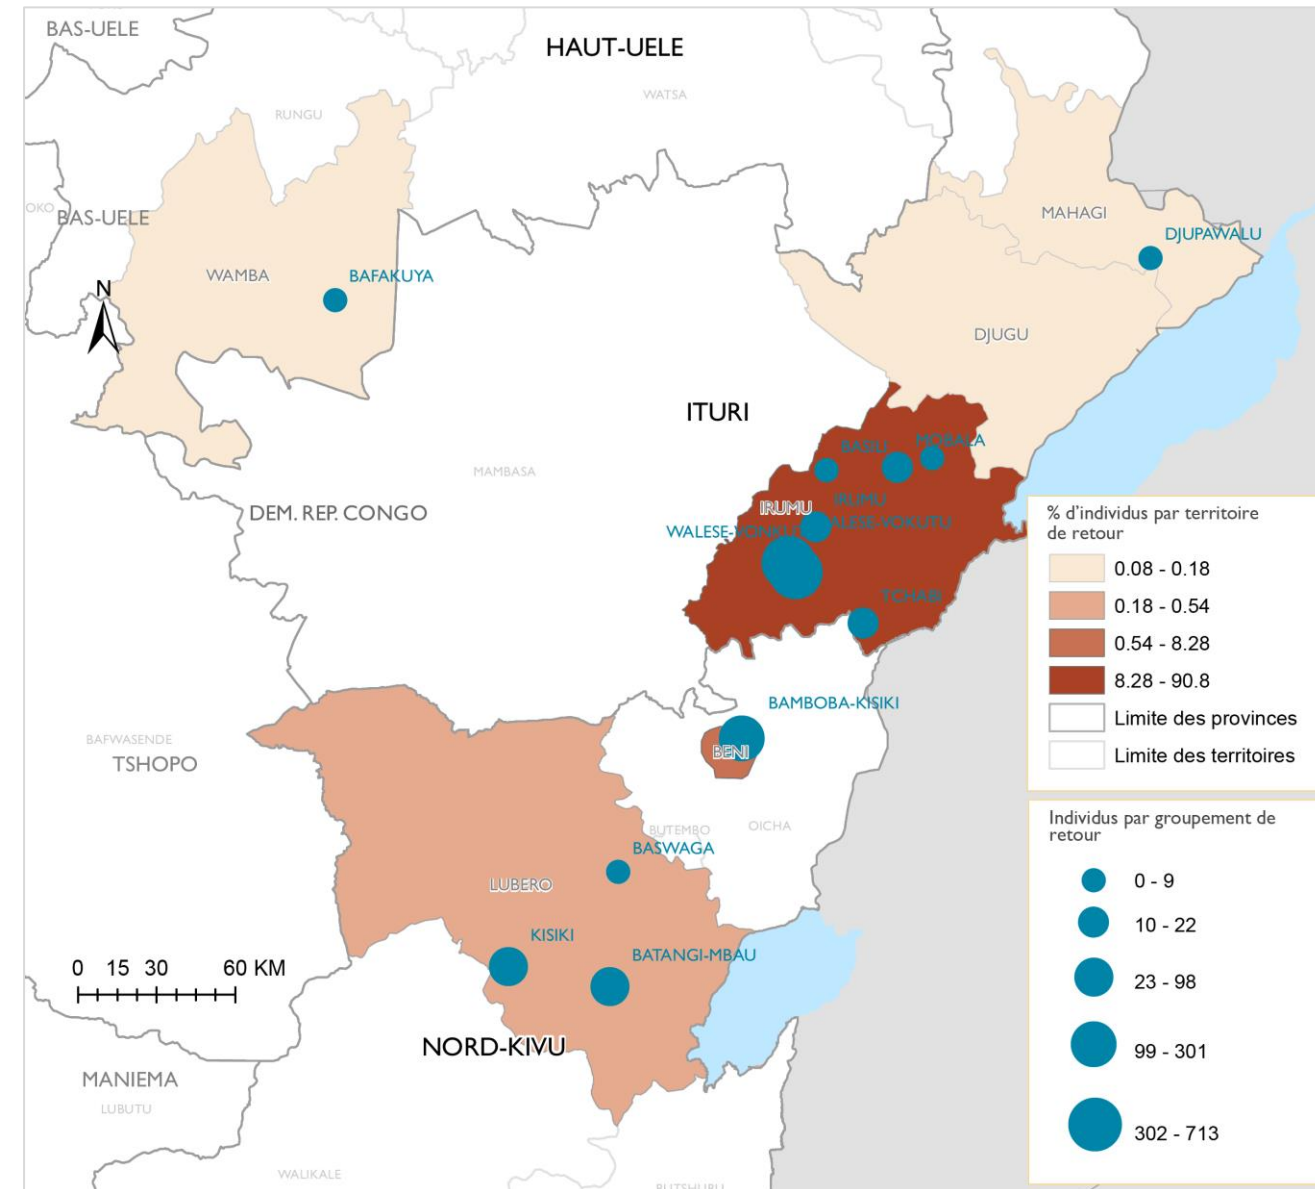 BAS-UELE
HAUT-UELE
WATSA
RUNGU
OKO
BAS-UELE
MAHAGI
DJUPAWALU
WAMBA
BAFAKUYA
N
DJUGU
ITURI
BASILI
MOBALA
MAMBASA
IRUMU
IRUMU
DEM. REP. CONGO
WALESE-VONKUTU
ALESE-VOKUTU
TCHABI
BAMBOBA-KISIKI
BENI
BAFWASENDE
TSHOPO
BUTEMBO
OICHA
BASWAGA
LUBERO
KISIKI
BATANGI-MBAU
0 15 30 60 KM
NORD-KIVU
MANIEMA
LUBUTU
WALIKALE
RUTSHURU
% d'individus par territoire
de retour
0.08 - 0.18
0.18 - 0.54
0.54 - 8.28
8.28 - 90.8
Limite des provinces
Limite des territoires
Individus par groupement de
retour
0 - 9
10 - 22
23 - 98
99 - 301
302 - 713